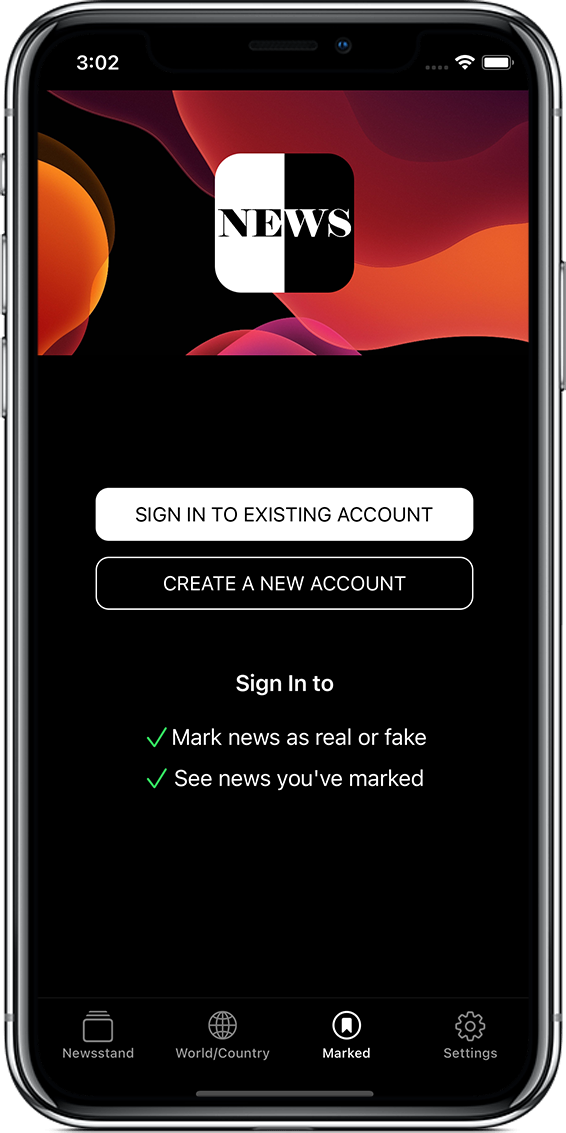 3:02
NEWS
SIGN IN TO EXISTING ACCOUNT
CREATE A NEW ACCOUNT
Sign In to
Mark news as real or fake
See news you've marked
Newsstand World/Country Marked Settings